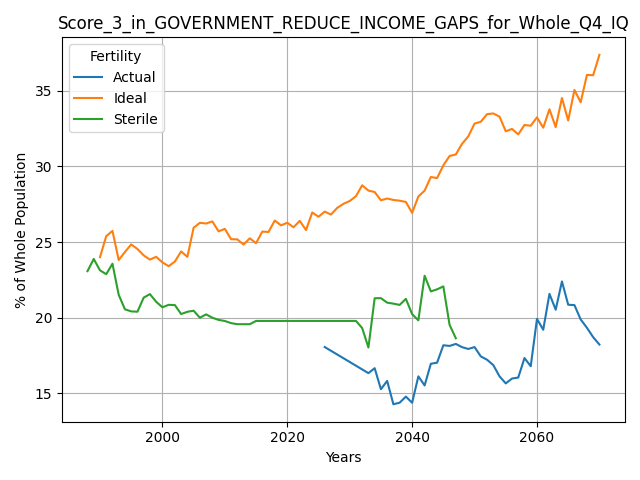 Score_3_in_GOVERNMENT_REDUCE_INCOME_GAPS_for_Whole_Q4_IQ
Fertility
Actual
Ideal
Sterile
% of Whole Population
35
30
25
20
15
2000
2020
2040
2060
Years